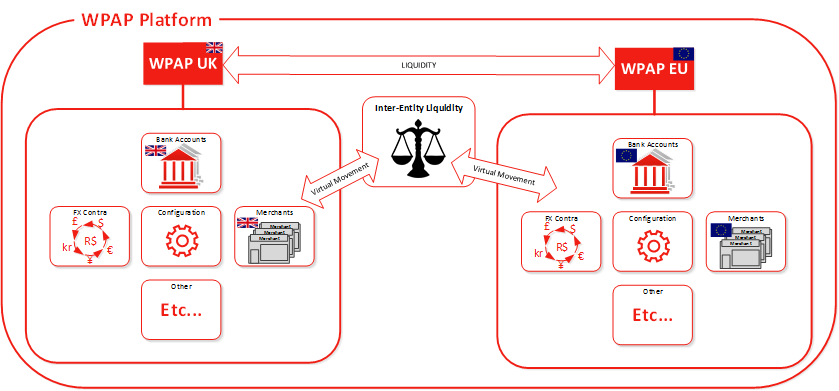 WPAP Platform
WPAP UK
LIQUIDITY
WPAP EU
Inter-Entity Liquidity
Virtual Movement
Virtual Movement
Bank Accounts
FX Contra
£
$
kr
R$
€
¥
Configuration
Merchants
Merchant
Merchant
Merchant
Other
Etc...
Bank Accounts
FX Contra
£
$
kr
R$
€
¥
Configuration
Merchants
Merchant
Merchant
Merchant
Other
Etc...